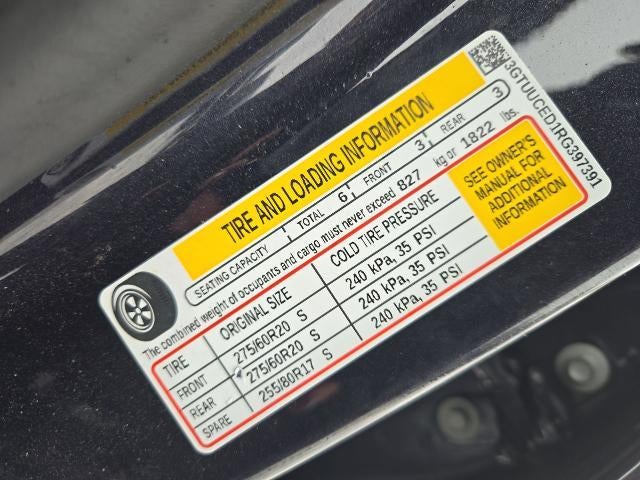 3GTUUCED1RG397391
TIRE AND LOADING INFORMATION
SEATING CAPACITY | TOTAL 6 | FRONT 3 | REAR 3
The combined weight of occupants and cargo must never exceed 827 kg or 1822 lbs.
TIRE ORIGINAL SIZE COLD TIRE PRESSURE
FRONT 275/60R20 S 240 kPa, 35 PSI
REAR 275/60R20 S 240 kPa, 35 PSI
SPARE 255/80R17 S 240 kPa, 35 PSI
SEE OWNER'S
MANUAL FOR
ADDITIONAL
INFORMATION